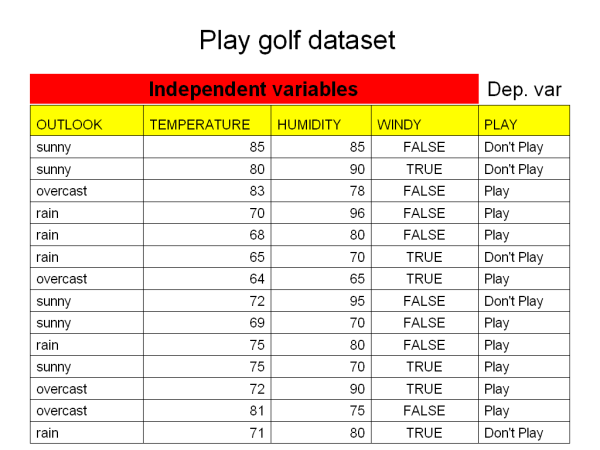 Play golf dataset
Independent variables Dep. var
OUTLOOK TEMPERATURE HUMIDITY WINDY PLAY
sunny 85 85 FALSE Don't Play
sunny 80 90 TRUE Don't Play
overcast 83 78 FALSE Play
rain 70 96 FALSE Play
rain 68 80 FALSE Play
rain 65 70 TRUE Don't Play
overcast 64 65 TRUE Play
sunny 72 95 FALSE Don't Play
sunny 69 70 FALSE Play
rain 75 80 FALSE Play
sunny 75 70 TRUE Play
overcast 72 90 TRUE Play
overcast 81 75 FALSE Play
rain 71 80 TRUE Don't Play